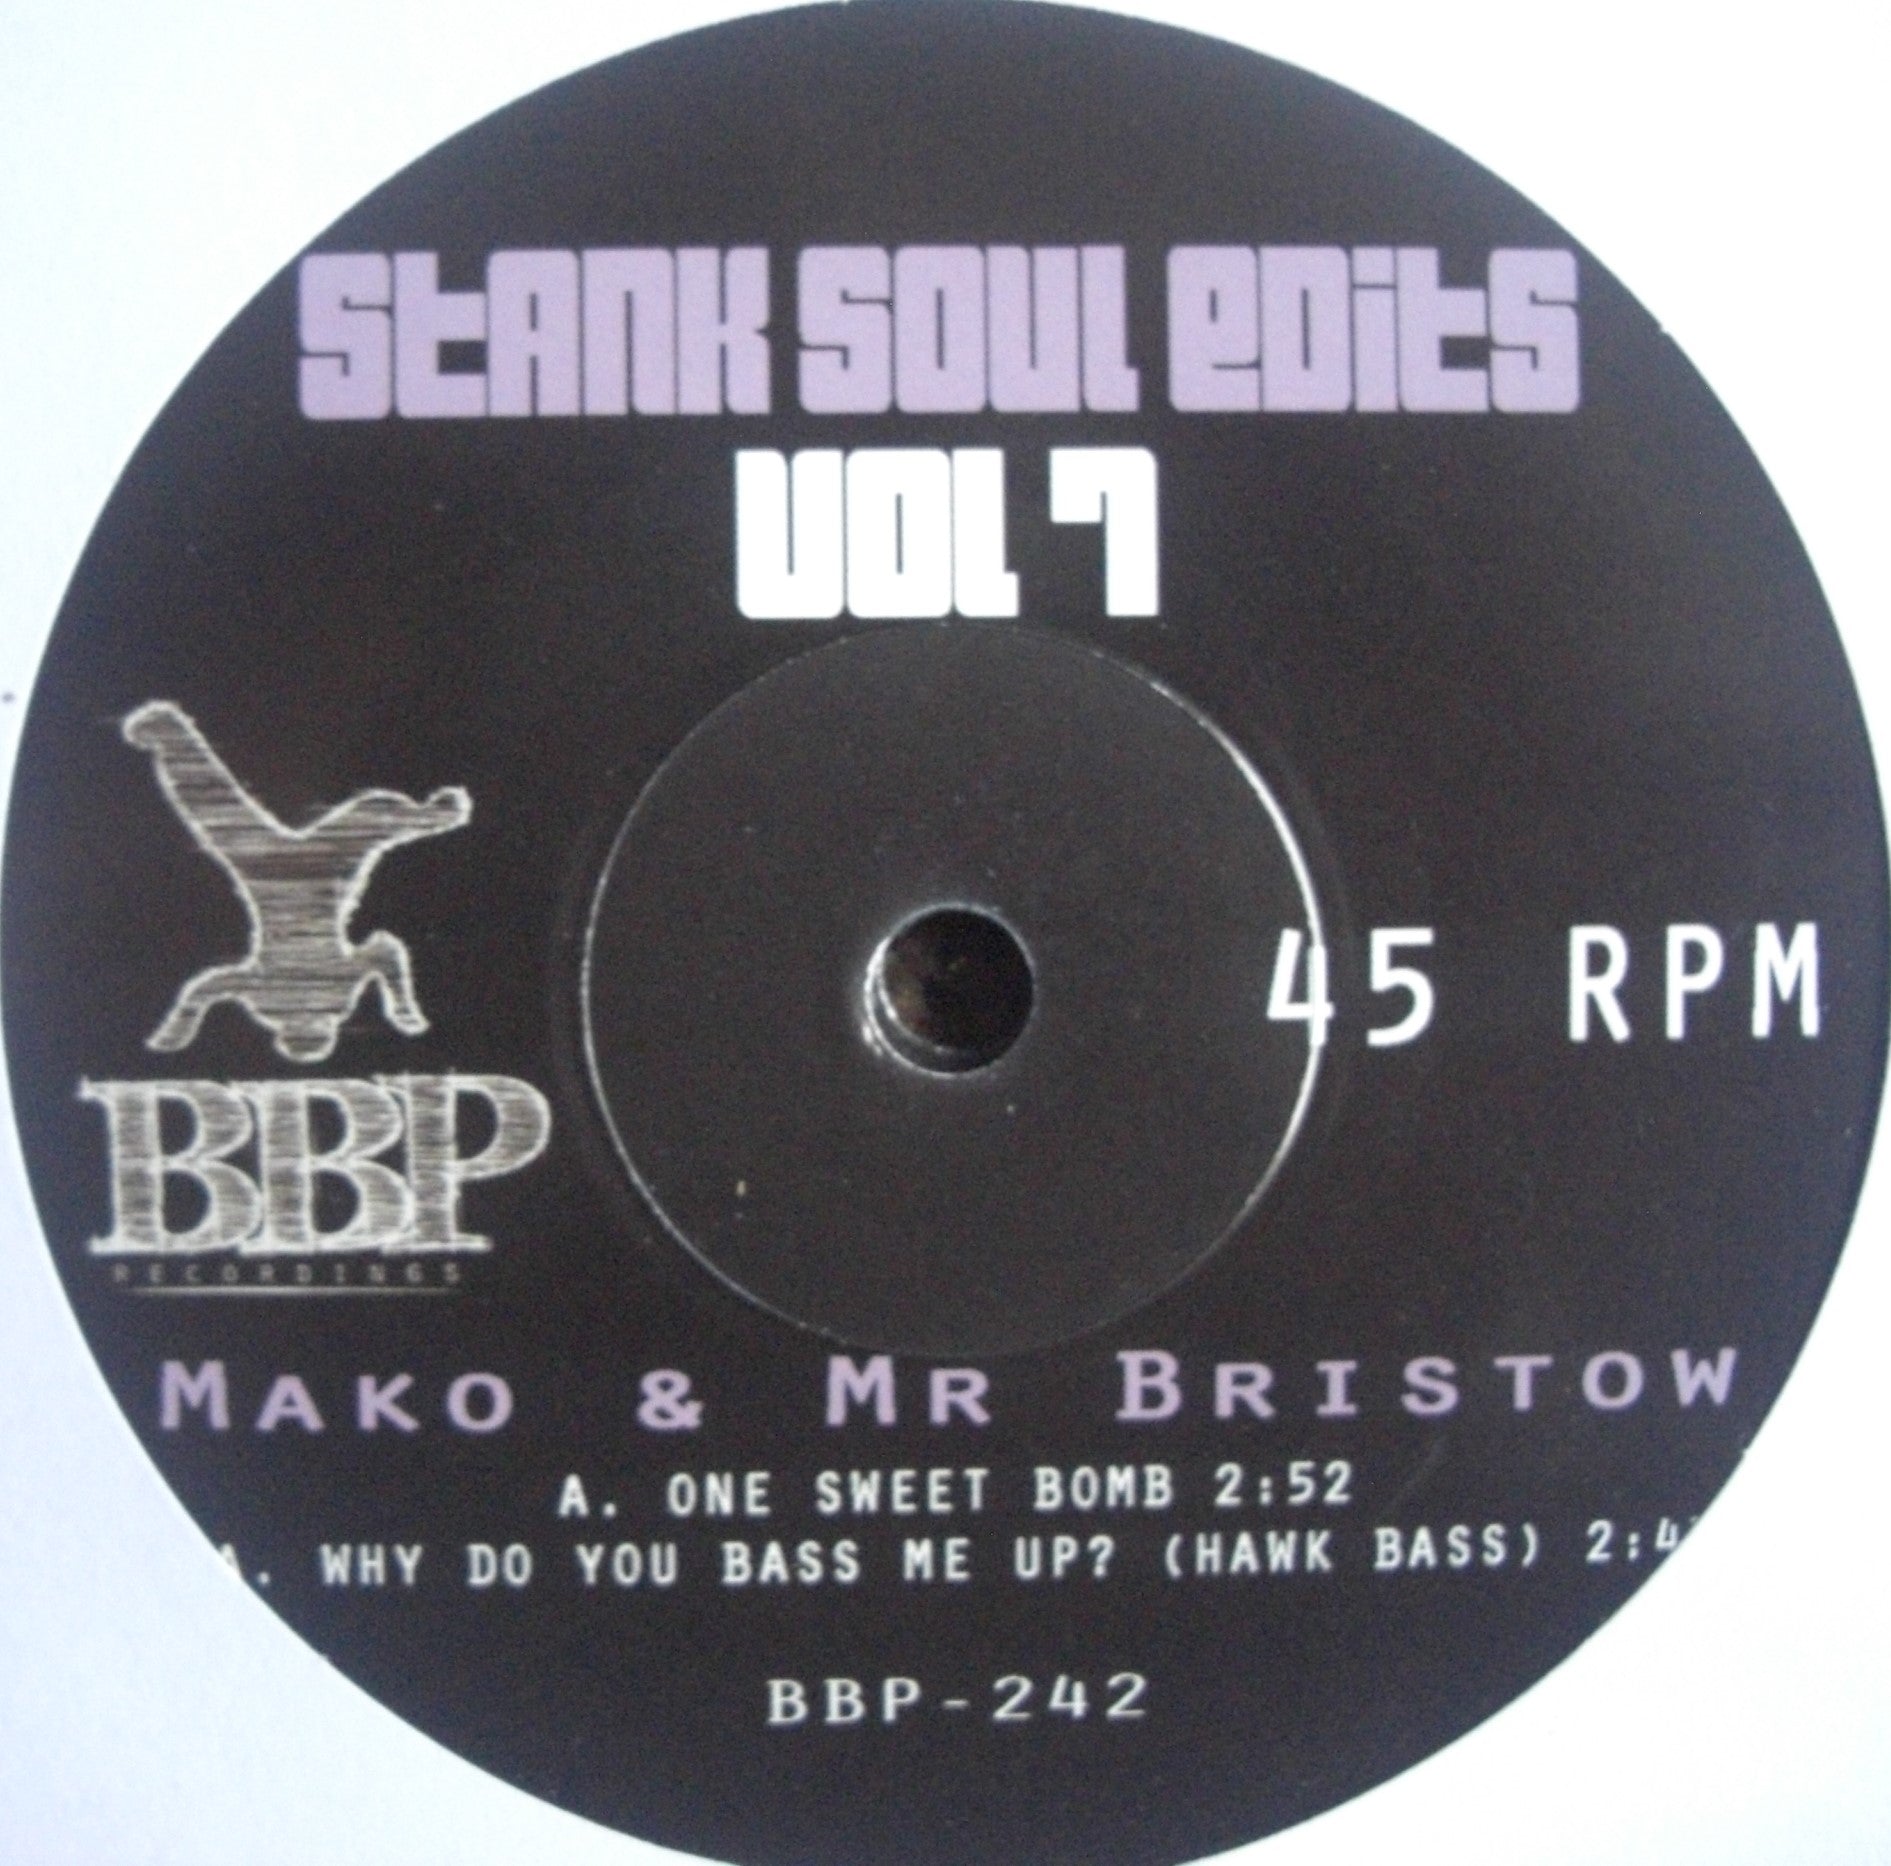 Stank Soul Edits
Vol 7
45 RPM
BBP
RECORDINGS
MAKO & MR BRISTOW
A. ONE SWEET BOMB 2:52
A. WHY DO YOU BASS ME UP? (HAWK BASS)
BBP-242